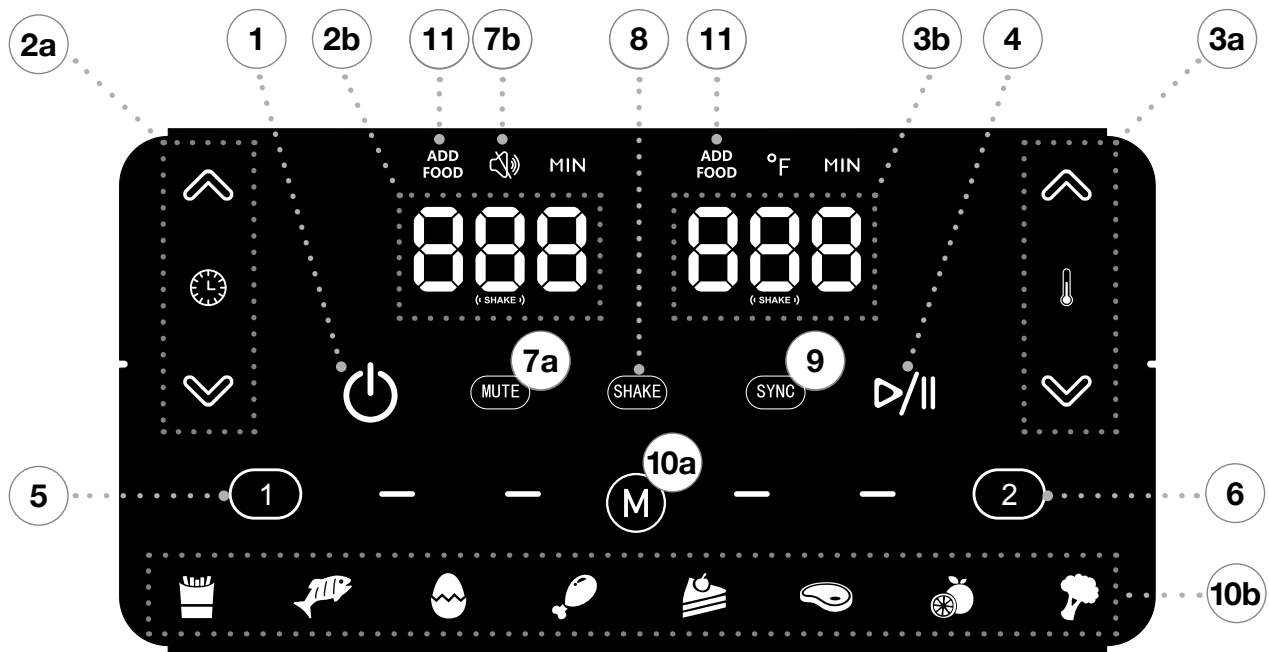 2a 1 2b 11 7b 8 11 3b 4 3a
ADD FOOD MIN ADD FOOD °F MIN
888 888
(( SHAKE )) (( SHAKE ))
7a 9
MUTE SHAKE SYNC
10a
5 1 M 2 6
10b